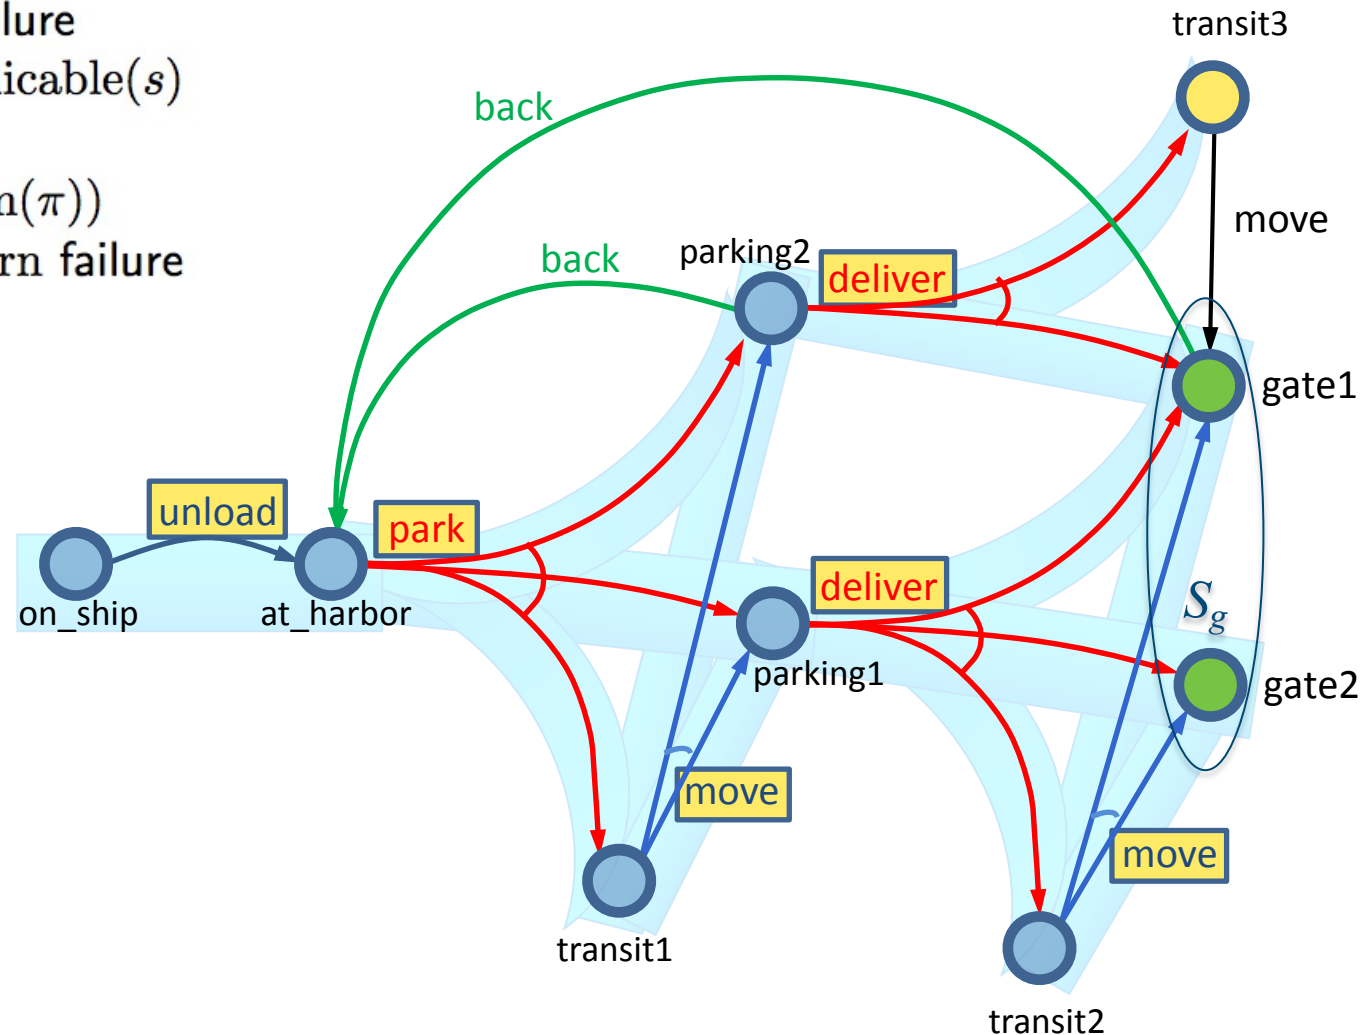 lure
transit3
icable(s)
back
n(π))
move
parking2
back
rn failure
deliver
gate1
unload
park
deliver
on_ship
at_harbor
S_g
parking1
gate2
move
move
transit1
transit2